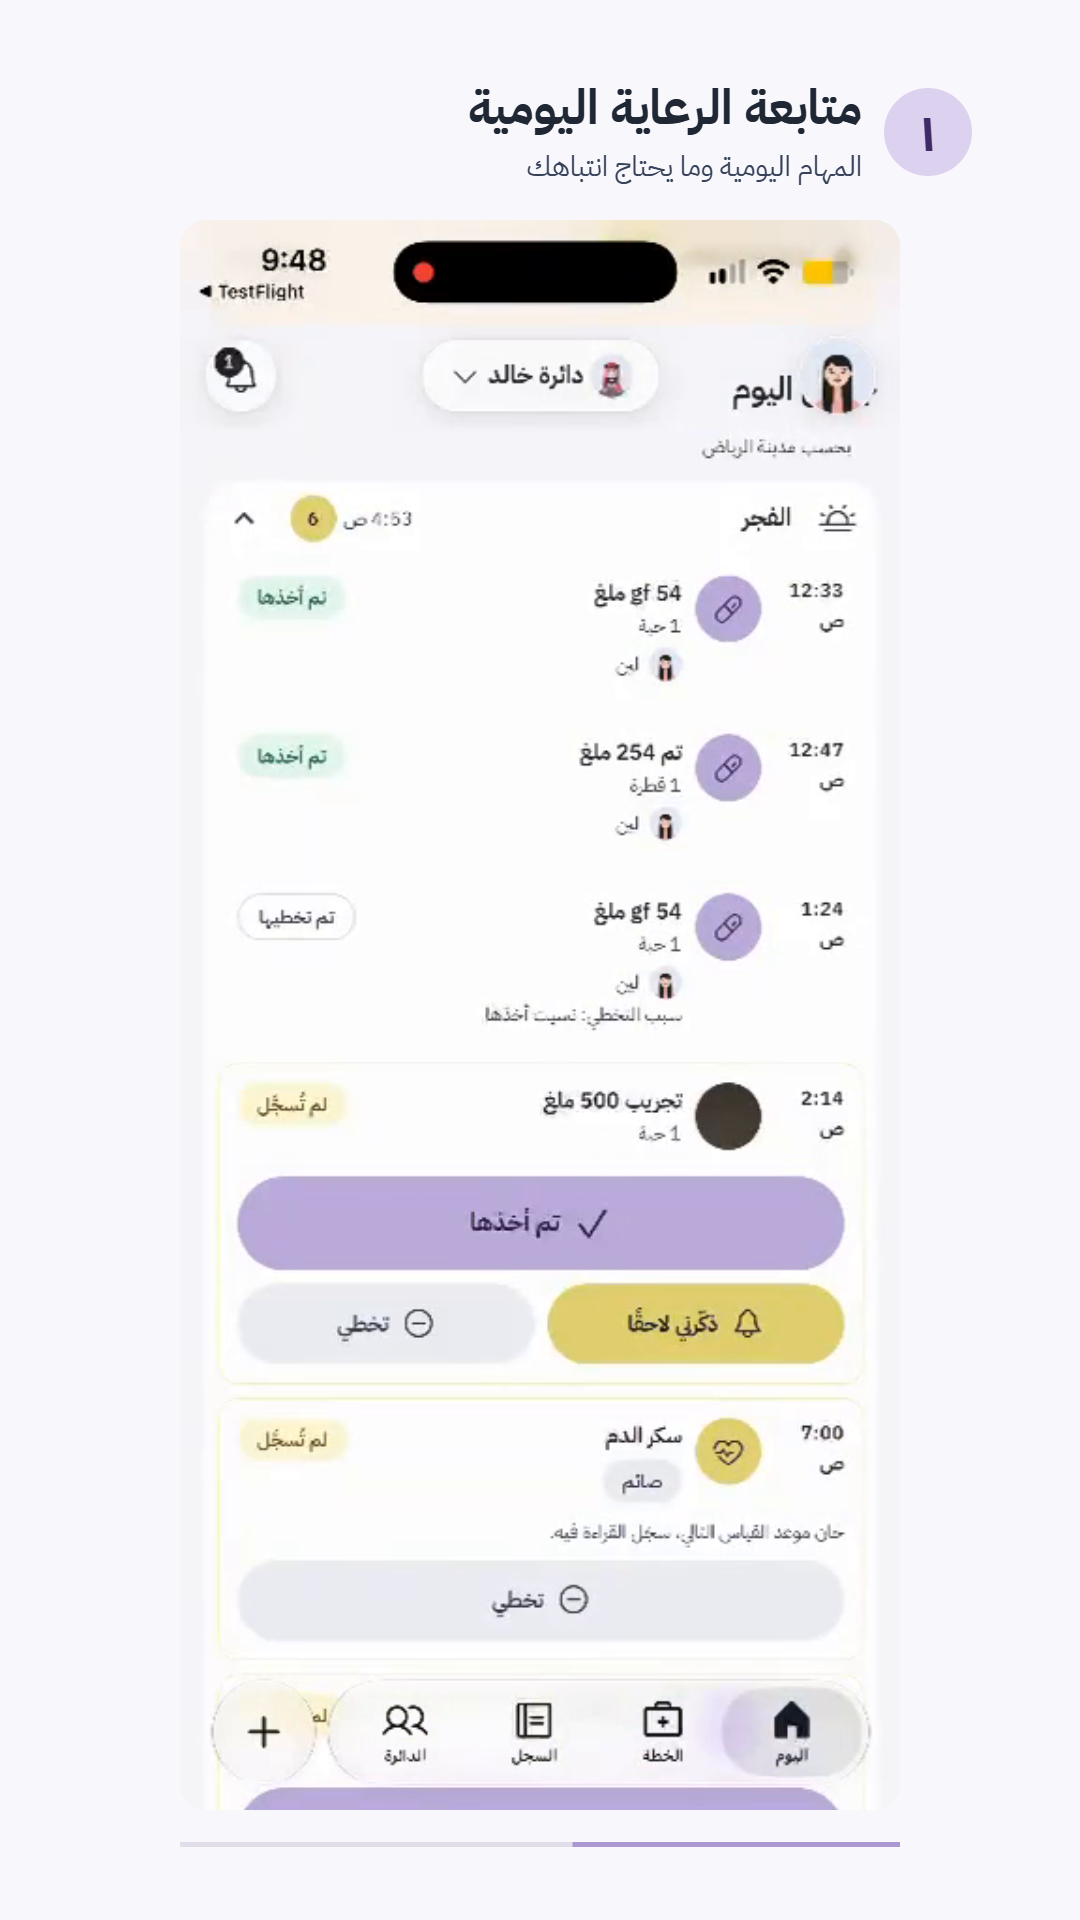 ١
متابعة الرعاية اليومية
المهام اليومية وما يحتاج انتباهك
9:48
◀ TestFlight
اليوم
دائرة خالد
1
بحسب مدينة الرياض
الفجر
4:53 ص
6
12:33 ص
gf 54 ملغ
تم أخذها
1 حبة
لين
12:47 ص
تم 254 ملغ
تم أخذها
1 قطرة
لين
1:24 ص
gf 54 ملغ
تم تخطيها
1 حبة
لين
سبب التخطي: نسيت أخذها
2:14 ص
تجريب 500 ملغ
لم تُسجَّل
1 حبة
تم أخذها
ذكّرني لاحقًا
تخطي
7:00 ص
سكر الدم
لم تُسجَّل
صائم
حان موعد القياس التالي، سجّل القراءة فيه.
تخطي
اليوم
الخطة
السجل
الدائرة